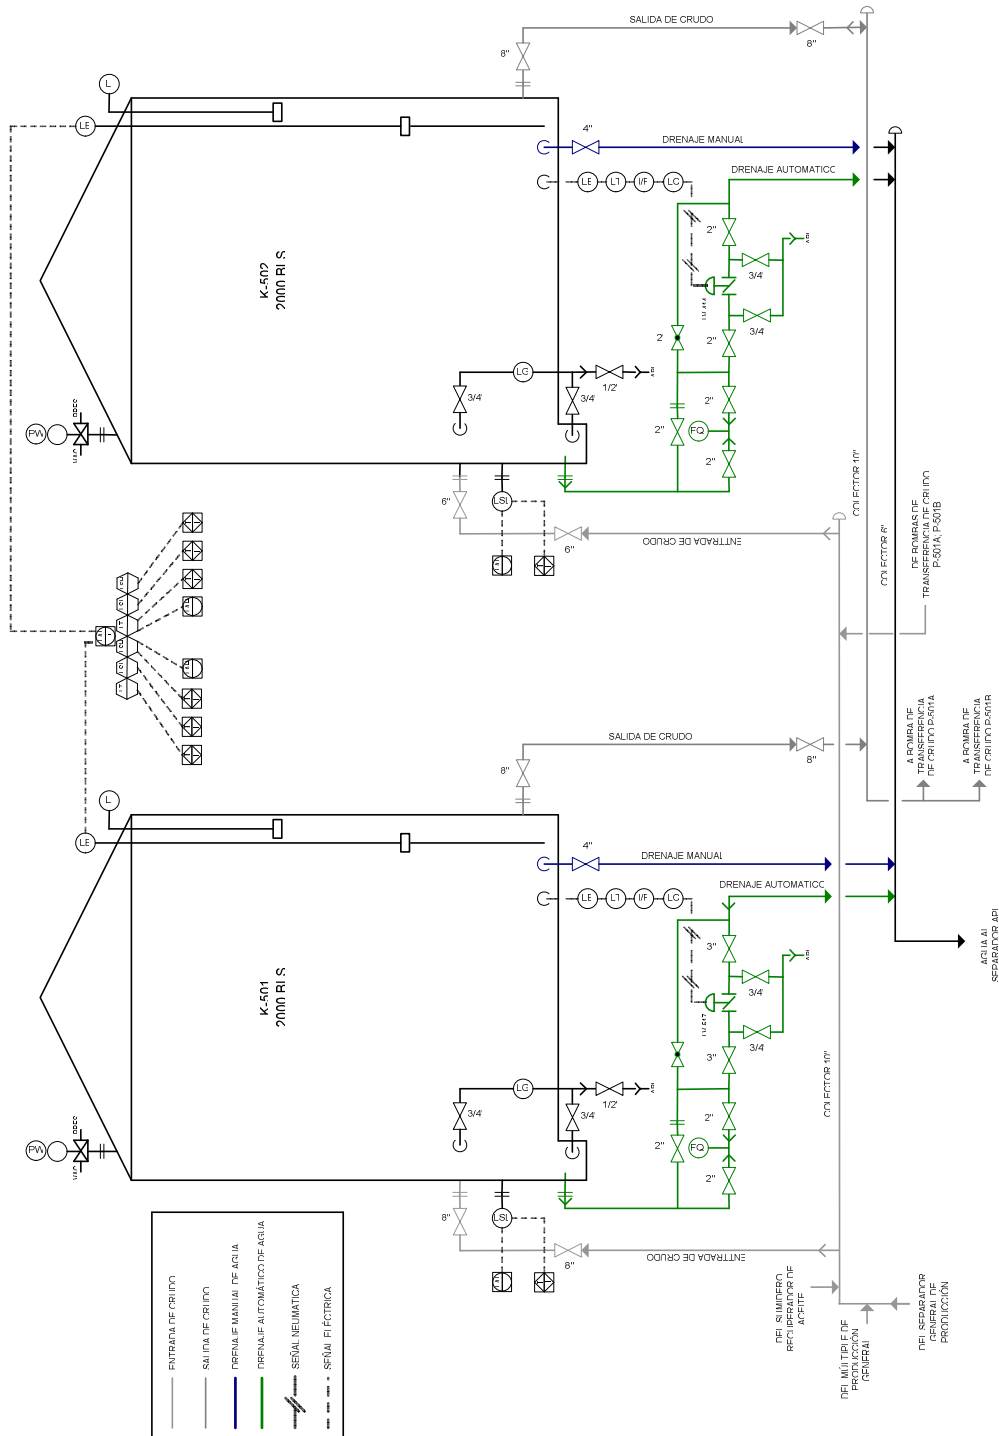 SALIDA DE CRUDO
8"
8"
L
LE
4"
DRENAJE MANUAL
DRENAJE AUTOMATICO
LE
LT
I/F
LC
2"
3/4'
K-502
2000 BLS
2'
2"
3/4'
LG
3/4'
1/2'
3/4'
2"
2"
FQ
2"
PW
6"
LSL
6"
ENTRADA DE CRUDO
COLECTOR 10"
COLECTOR 6"
DE BOMBAS DE
TRANSFERENCIA DE CRUDO
P-501A, P-501B
A BOMBA DE
TRANSFERENCIA
DE CRUDO P-501A
A BOMBA DE
TRANSFERENCIA
DE CRUDO P-501B
SALIDA DE CRUDO
8"
8"
L
LE
4"
DRENAJE MANUAL
DRENAJE AUTOMATICO
LE
LT
I/F
LC
3"
3/4'
K-501
2000 BLS
3"
3/4'
LG
3/4'
1/2'
3/4'
2"
2"
FQ
2"
PW
8"
LSL
8"
ENTRADA DE CRUDO
COLECTOR 10"
AGUA AL
SEPARADOR API
DEL SUMIDERO
RECUPERADOR DE
ACEITE
DEL MÚLTIPLE DE
PRODUCCIÓN
GENERAL
DEL SEPARADOR
GENERAL DE
PRODUCCIÓN
ENTRADA DE CRUDO
SALIDA DE CRUDO
DRENAJE MANUAL DE AGUA
DRENAJE AUTOMÁTICO DE AGUA
SEÑAL NEUMATICA
SEÑAL ELÉCTRICA